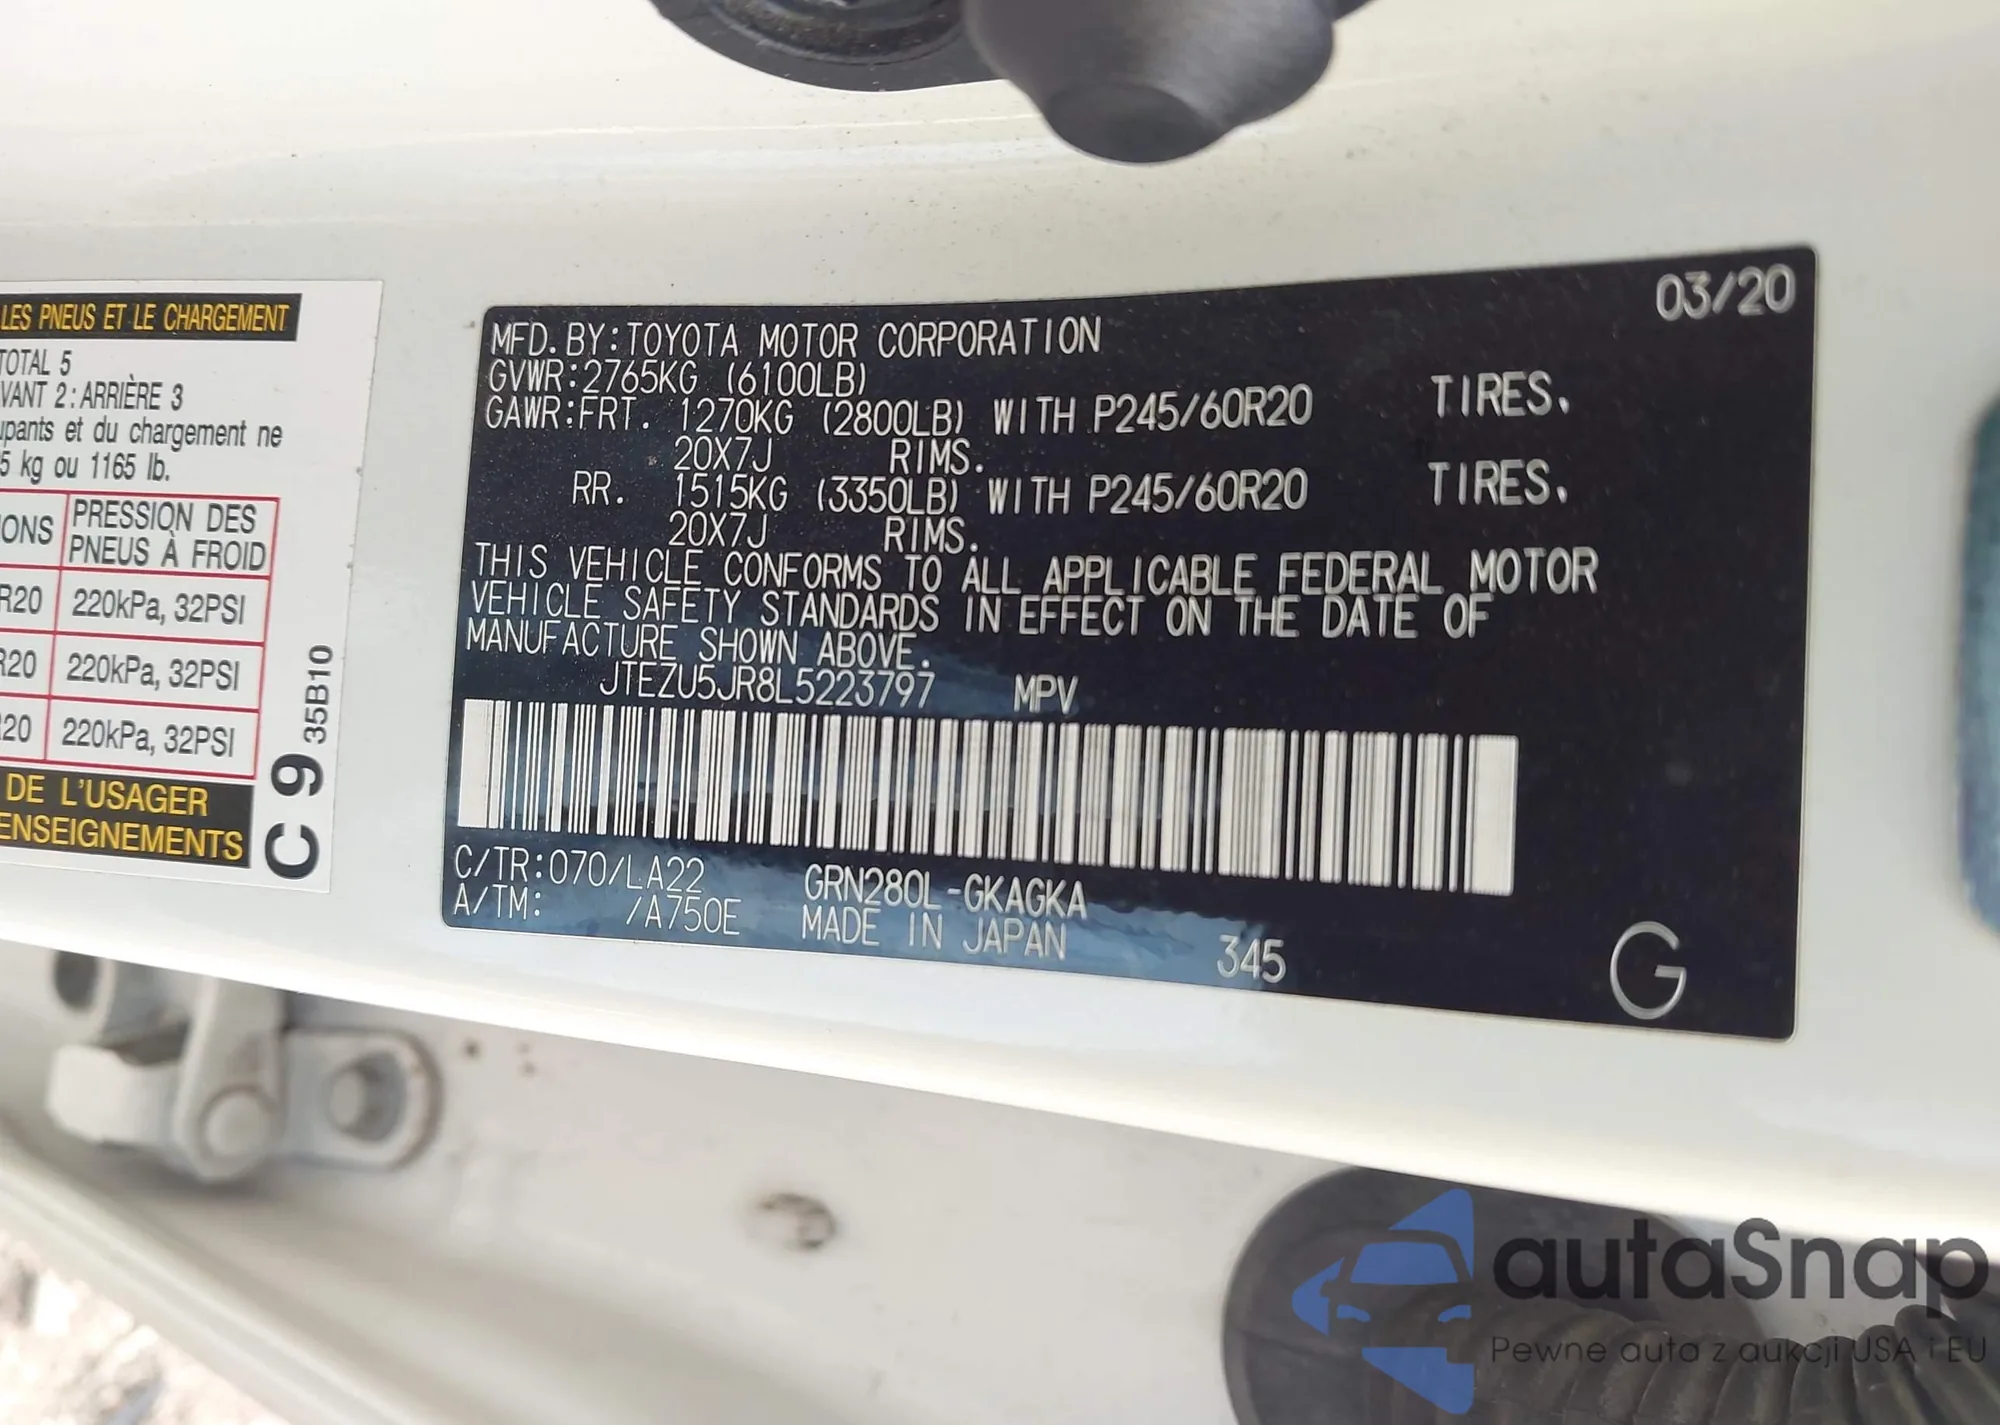 LES PNEUS ET LE CHARGEMENT
TOTAL 5
VANT 2 : ARRIÈRE 3
upants et du chargement ne
5 kg ou 1165 lb.
IONS PRESSION DES PNEUS À FROID
R20 220kPa, 32PSI
R20 220kPa, 32PSI
20 220kPa, 32PSI
DE L'USAGER
ENSEIGNEMENTS
C 9 35B10
03/20
MFD. BY: TOYOTA MOTOR CORPORATION
GVWR: 2765KG (6100LB)
GAWR: FRT. 1270KG (2800LB) WITH P245/60R20 TIRES.
20X7J RIMS.
RR. 1515KG (3350LB) WITH P245/60R20 TIRES.
20X7J RIMS.
THIS VEHICLE CONFORMS TO ALL APPLICABLE FEDERAL MOTOR
VEHICLE SAFETY STANDARDS IN EFFECT ON THE DATE OF
MANUFACTURE SHOWN ABOVE.
JTEZU5JR8L5223797 MPV
C/TR: 070/LA22 GRN280L-GKAGKA
A/TM: /A750E MADE IN JAPAN 345
G
autaSnap
Pewne auta z aukcji USA i EU